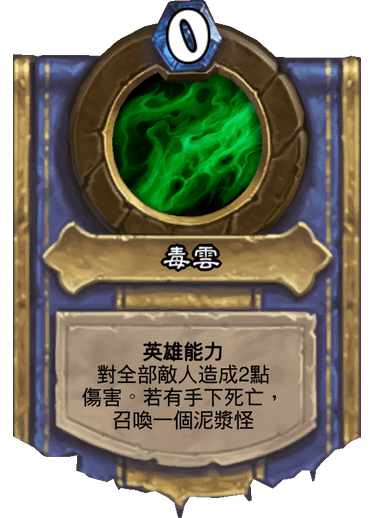 0
毒雲
英雄能力
對全部敵人造成2點
傷害。若有手下死亡，
召喚一個泥漿怪